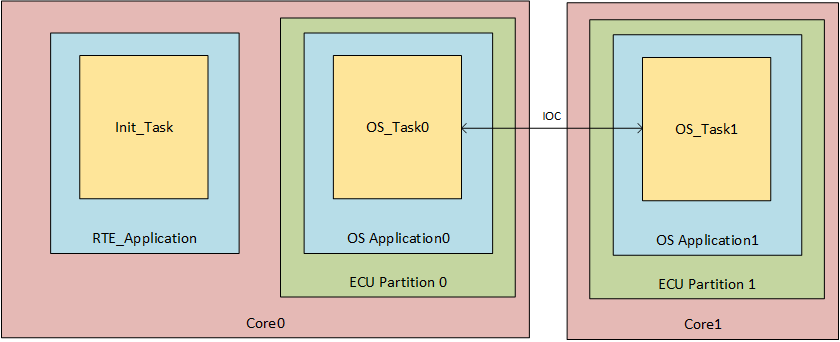 Init_Task
RTE_Application
OS_Task0
OS Application0
ECU Partition 0
Core0
IOC
OS_Task1
OS Application1
ECU Partition 1
Core1